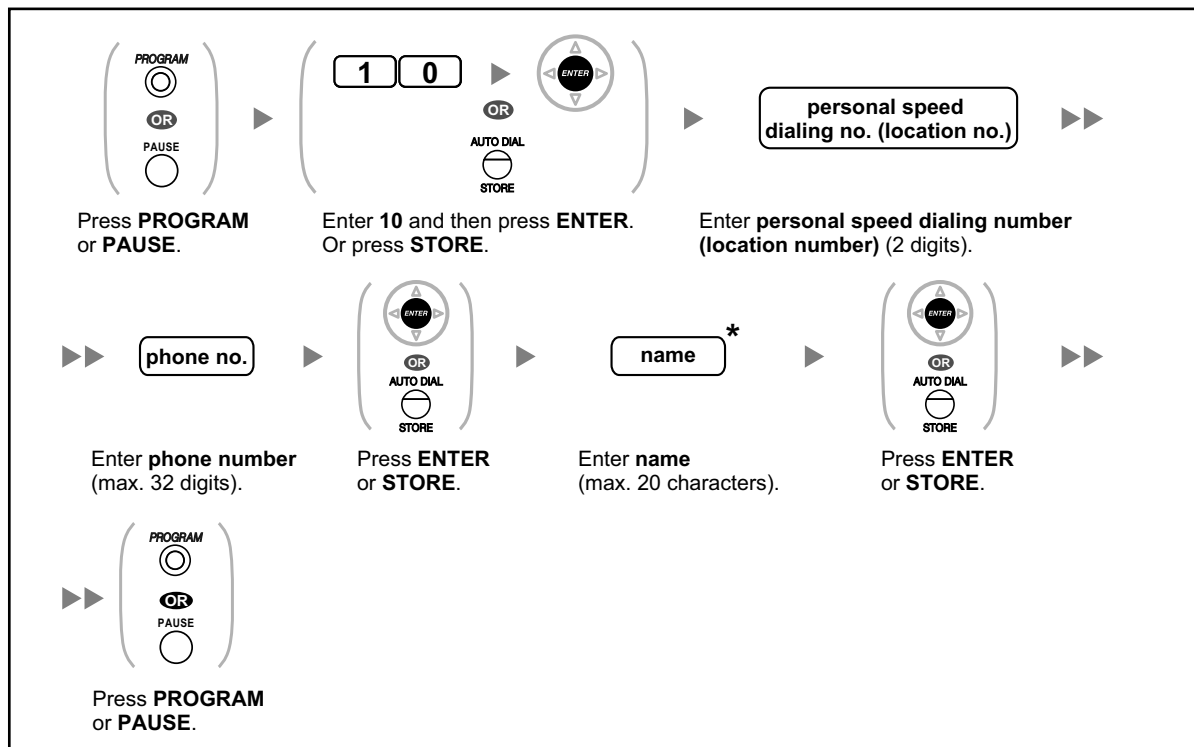 PROGRAM
OR
PAUSE
1 0
ENTER
OR
AUTO DIAL
STORE
personal speed
dialing no. (location no.)
Press PROGRAM
or PAUSE.
Enter 10 and then press ENTER.
Or press STORE.
Enter personal speed dialing number
(location number) (2 digits).
phone no.
ENTER
OR
AUTO DIAL
STORE
name*
ENTER
OR
AUTO DIAL
STORE
Enter phone number
(max. 32 digits).
Press ENTER
or STORE.
Enter name
(max. 20 characters).
Press ENTER
or STORE.
PROGRAM
OR
PAUSE
Press PROGRAM
or PAUSE.